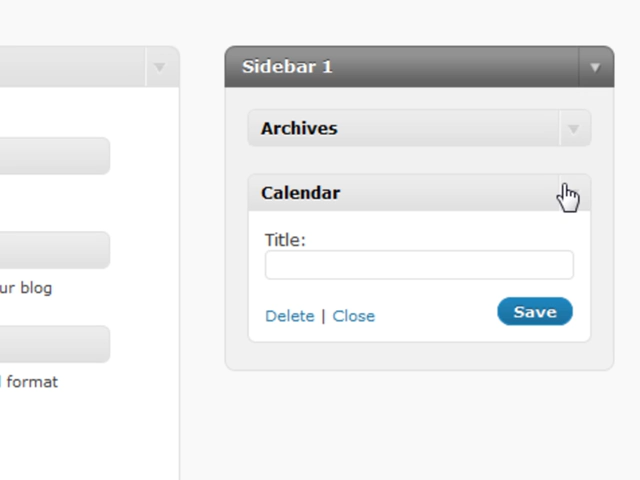 Sidebar 1
Archives
Calendar
Title:
Delete | Close
Save
ur blog
format